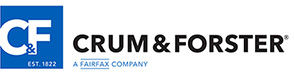 C&F
EST. 1822
CRUM & FORSTER®
A FAIRFAX COMPANY